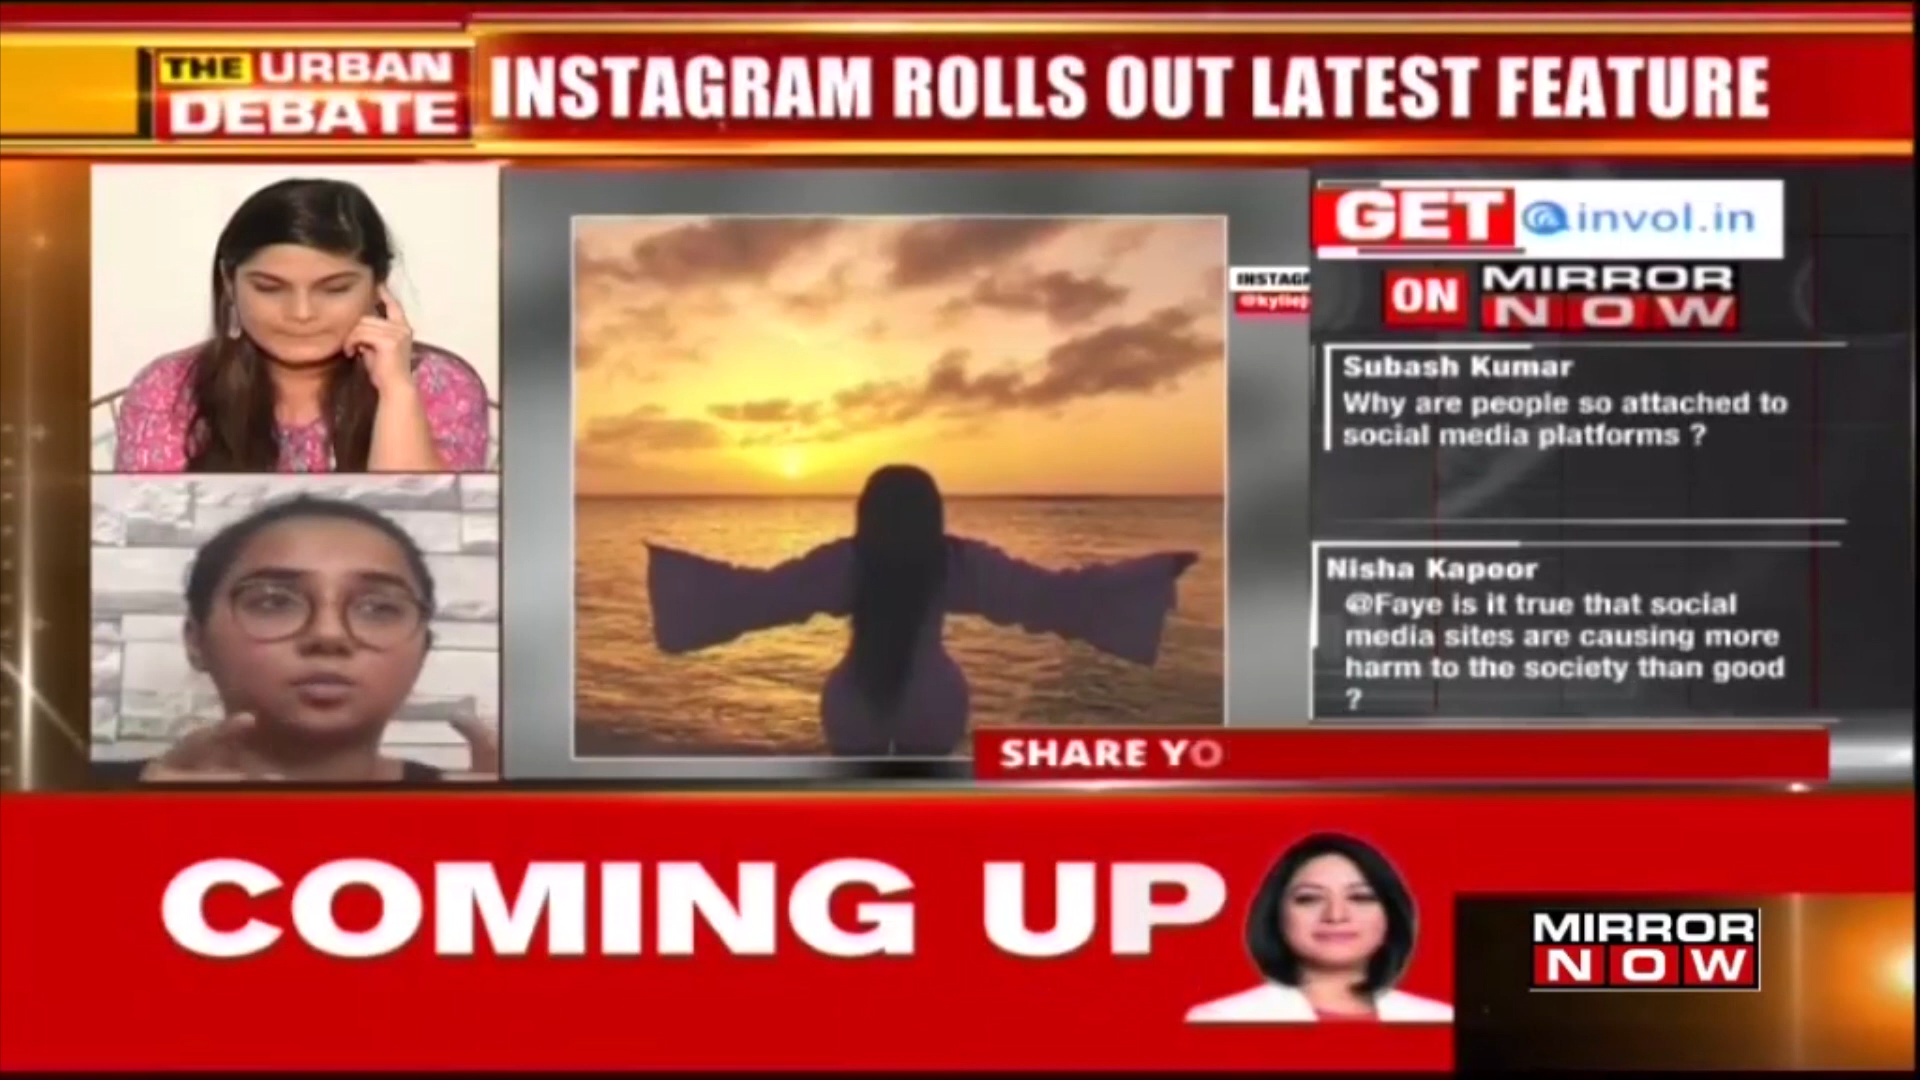 THE URBAN
DEBATE
INSTAGRAM ROLLS OUT LATEST FEATURE
GET @invol.in
ON MIRROR
NOW
INSTAGR
@kyliej
Subash Kumar
Why are people so attached to
social media platforms ?
Nisha Kapoor
@Faye is it true that social
media sites are causing more
harm to the society than good
?
SHARE YO
COMING UP
MIRROR
NOW